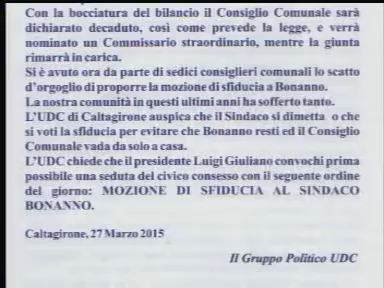 Con la bocciatura del bilancio il Consiglio Comunale sarà
dichiarato decaduto, così come prevede la legge, e verrà
nominato un Commissario straordinario, mentre la giunta
rimarrà in carica.
Si è avuto ora da parte di sedici consiglieri comunali lo scatto
d'orgoglio di proporre la mozione di sfiducia a Bonanno.
La nostra comunità in questi ultimi anni ha sofferto tanto.
L'UDC di Caltagirone auspica che il Sindaco si dimetta o che
si voti la sfiducia per evitare che Bonanno resti ed il Consiglio
Comunale vada da solo a casa.
L'UDC chiede che il presidente Luigi Giuliano convochi prima
possibile una seduta del civico consesso con il seguente ordine
del giorno: MOZIONE DI SFIDUCIA AL SINDACO
BONANNO.
Caltagirone, 27 Marzo 2015
Il Gruppo Politico UDC